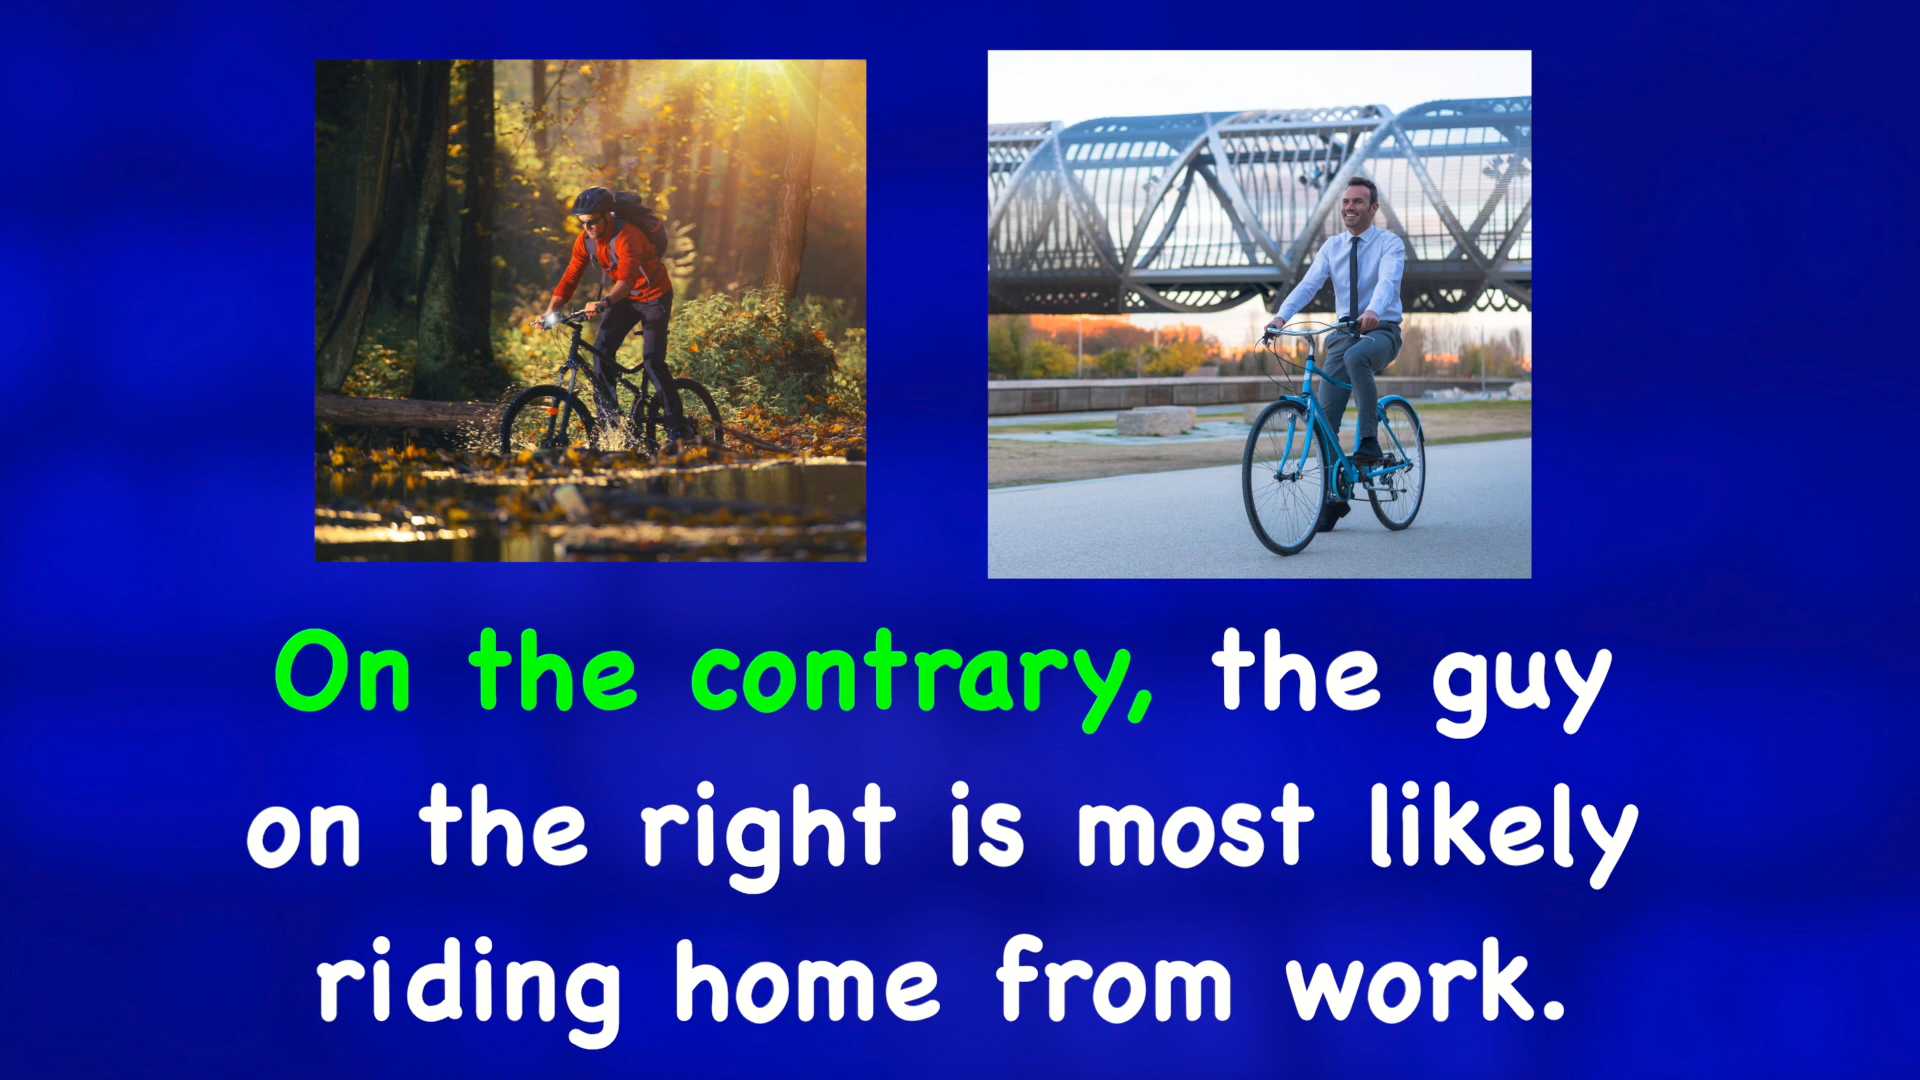 On the contrary, the guy
on the right is most likely
riding home from work.